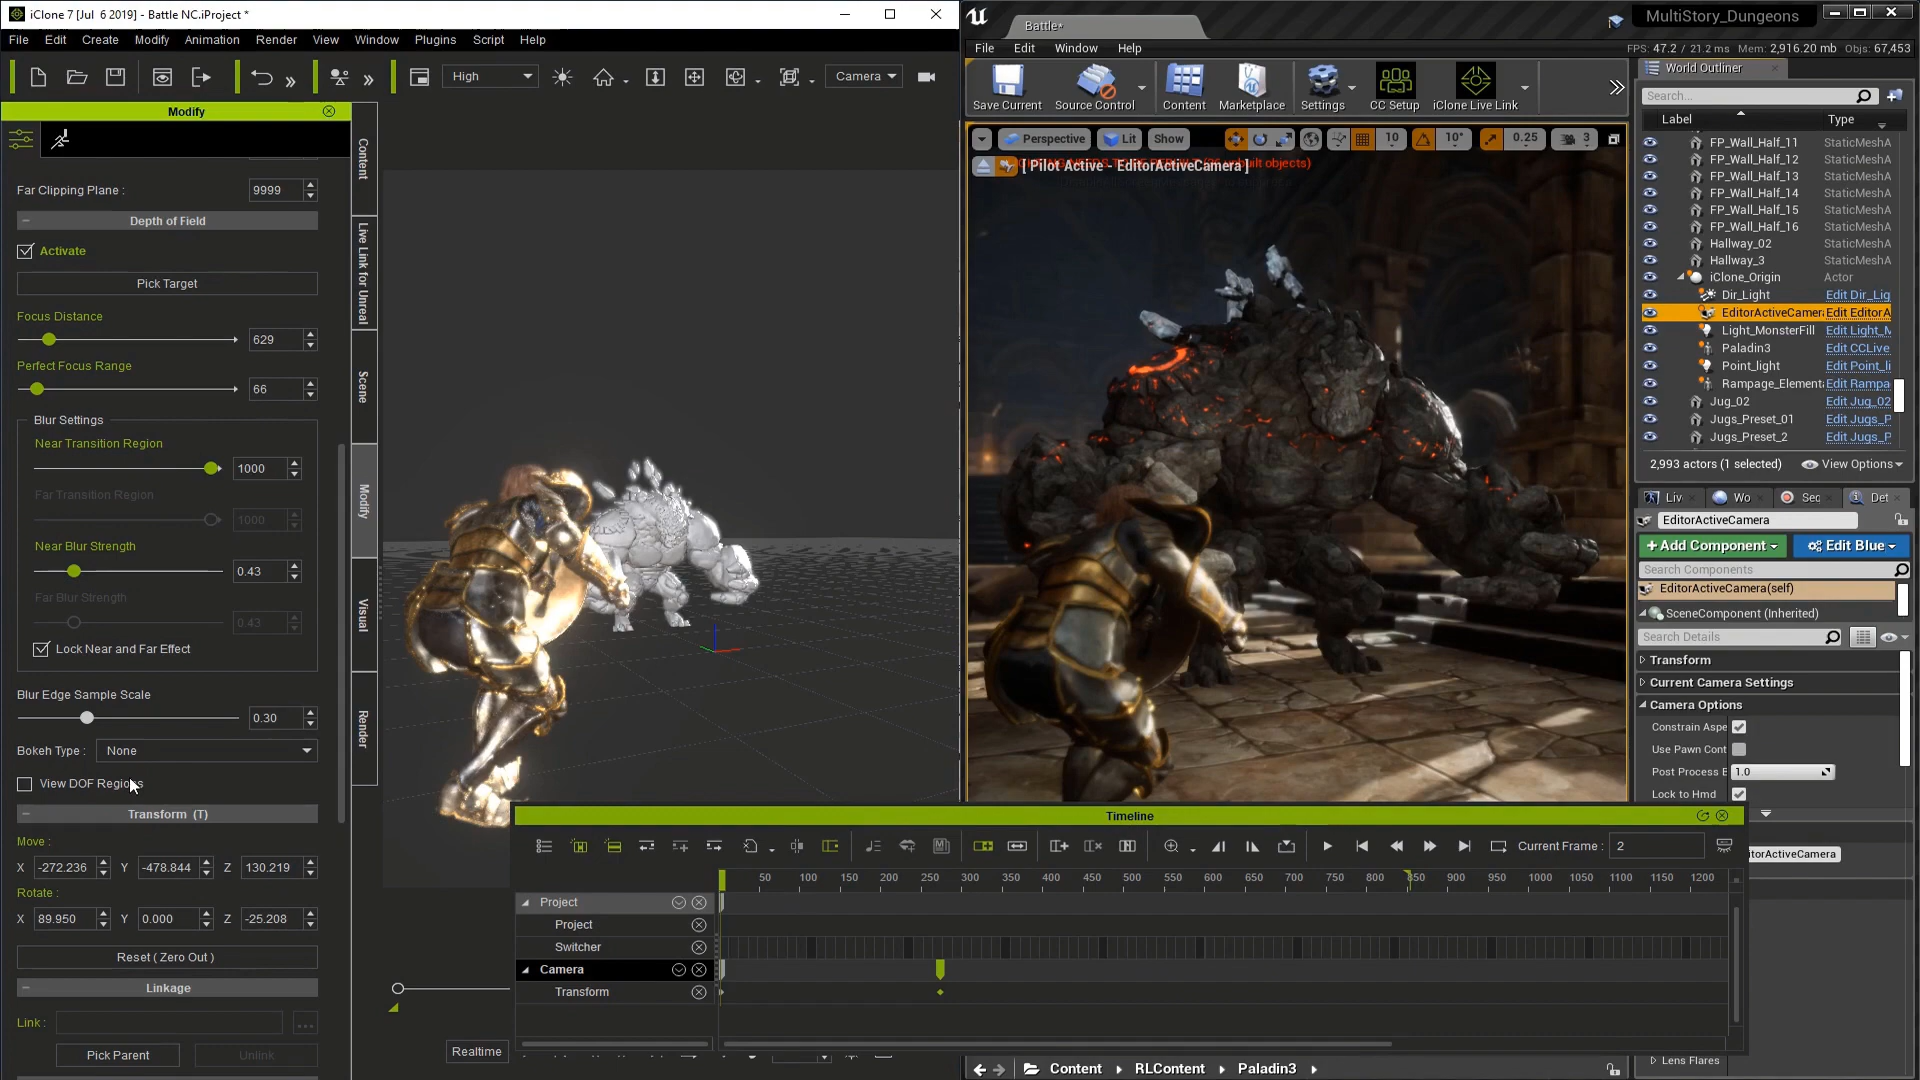 iClone 7 [Jul  6 2019] - Battle NC.iProject *
File Edit Create Modify Animation Render View Window Plugins Script Help
High
Camera
Modify
Far Clipping Plane : 9999
Depth of Field
Activate
Pick Target
Focus Distance
629
Perfect Focus Range
66
Blur Settings
Near Transition Region
1000
Far Transition Region
1000
Near Blur Strength
0.43
Far Blur Strength
0.43
Lock Near and Far Effect
Blur Edge Sample Scale
0.30
Bokeh Type : None
View DOF Regions
Transform  (T)
Move :
X -272.236 Y -478.844 Z 130.219
Rotate :
X 89.950 Y 0.000 Z -25.208
Reset ( Zero Out )
Linkage
Link : ...
Pick Parent Unlink
Content
Live Link for Unreal
Scene
Modify
Visual
Render
Realtime
Timeline
Current Frame : 2
50 100 150 200 250 300 350 400 450 500 550 600 650 700 750 800 850 900 950 1000 1050 1100 1150 1200
Project
Project
Switcher
Camera
Transform
Battle*
MultiStory_Dungeons
File Edit Window Help
FPS: 47.2 / 21.2 ms Mem: 2,916.20 mb Objs: 67,453
Save Current Source Control Content Marketplace Settings CC Setup iClone Live Link
Perspective Lit Show 10 10° 0.25 3
[ Pilot Active - EditorActiveCamera ]
built objects)
World Outliner
Search...
Label Type
FP_Wall_Half_11 StaticMeshA
FP_Wall_Half_12 StaticMeshA
FP_Wall_Half_13 StaticMeshA
FP_Wall_Half_14 StaticMeshA
FP_Wall_Half_15 StaticMeshA
FP_Wall_Half_16 StaticMeshA
Hallway_02 StaticMeshA
Hallway_3 StaticMeshA
iClone_Origin Actor
Dir_Light Edit Dir_Lig
EditorActiveCamer Edit EditorA
Light_MonsterFill Edit Light_M
Paladin3 Edit CCLive
Point_light Edit Point_li
Rampage_Element Edit Rampa
Jug_02 Edit Jug_02
Jugs_Preset_01 Edit Jugs_P
Jugs_Preset_2 Edit Jugs_P
2,993 actors (1 selected) View Options
Liv Wo Sec Det
EditorActiveCamera
+Add Component Edit Blue
Search Components
EditorActiveCamera(self)
SceneComponent (Inherited)
Search Details
Transform
Current Camera Settings
Camera Options
Constrain Aspe
Use Pawn Cont
Post Process B 1.0
Lock to Hmd
itorActiveCamera
Lens Flares
Content RLContent Paladin3